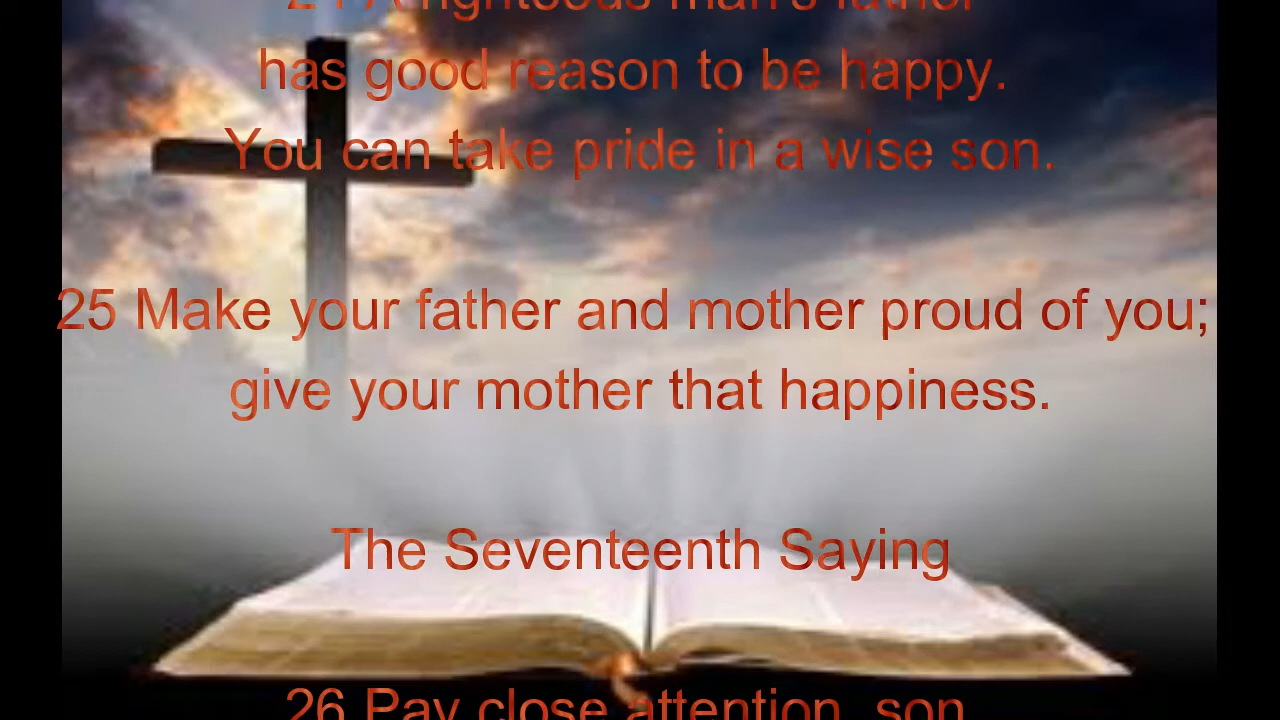 24 A righteous man's father
has good reason to be happy.
You can take pride in a wise son.
25 Make your father and mother proud of you;
give your mother that happiness.
The Seventeenth Saying
26 Pay close attention, son